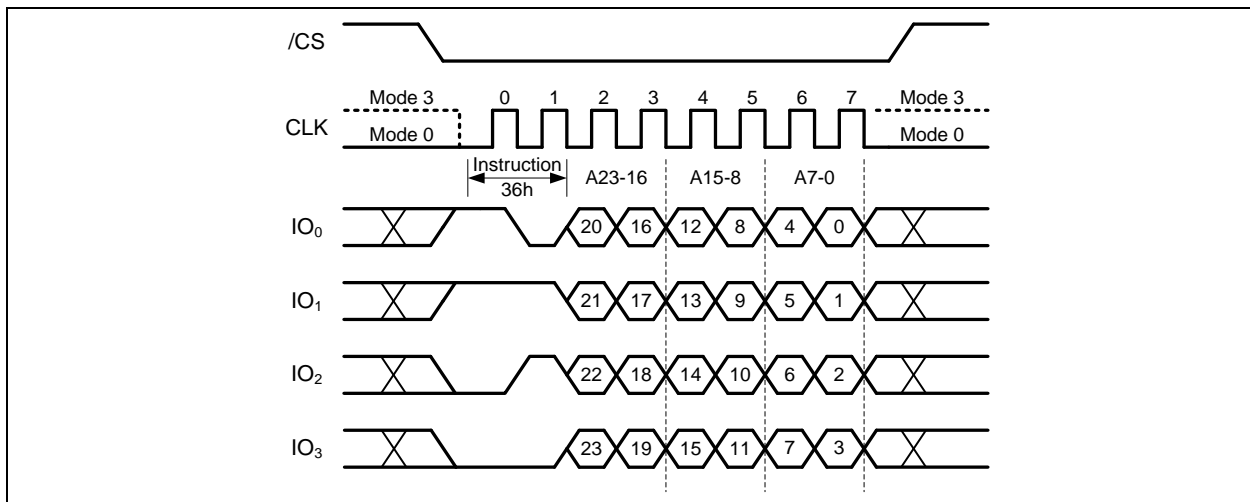 /CS
Mode 3 0 1 2 3 4 5 6 7 Mode 3
CLK
Mode 0 Mode 0
Instruction
36h
A23-16 A15-8 A7-0
IO0 20 16 12 8 4 0
IO1 21 17 13 9 5 1
IO2 22 18 14 10 6 2
IO3 23 19 15 11 7 3